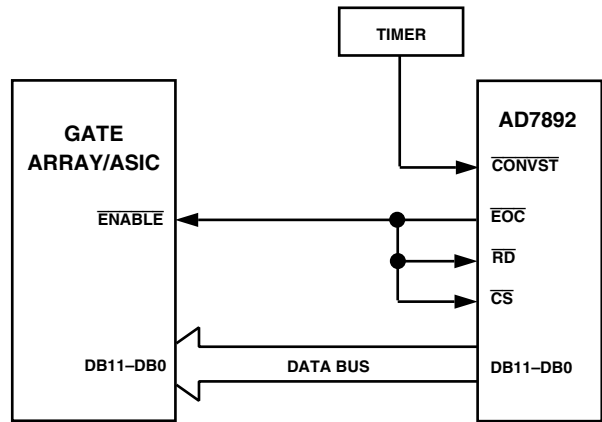 TIMER
GATE
ARRAY/ASIC
AD7892
CONVST
ENABLE
EOC
RD
CS
DB11–DB0
DATA BUS
DB11–DB0